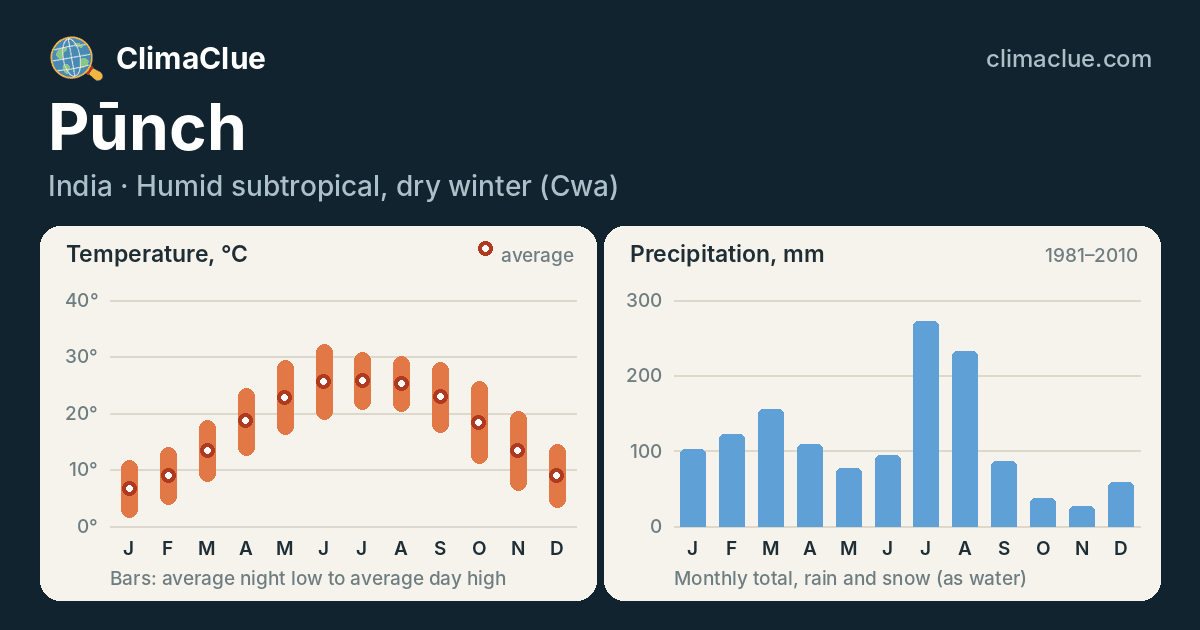 ClimaClue
climaclue.com
Pūnch
India · Humid subtropical, dry winter (Cwa)
Temperature, °C
average
40°
30°
20°
10°
0°
J F M A M J J A S O N D
Bars: average night low to average day high
Precipitation, mm
1981–2010
300
200
100
0
J F M A M J J A S O N D
Monthly total, rain and snow (as water)